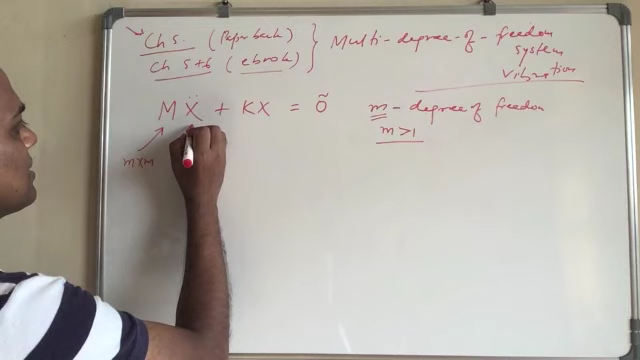 Ch 5. (Paperback)
Ch 5+6 (ebook)
Multi-degree-of-freedom
system
vibration
MẌ + KX = 0̃
m×m
m - degree of freedom
m>1